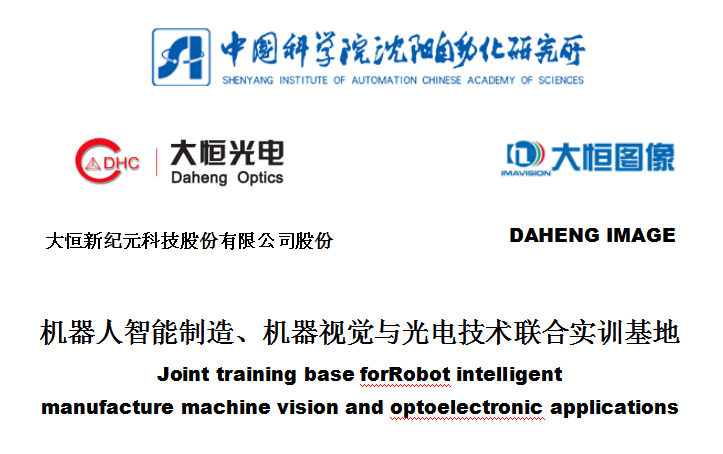 中国科学院沈阳自动化研究所
SHENYANG INSTITUTE OF AUTOMATION CHINESE ACADEMY OF SCIENCES
DHC
大恒光电
Daheng Optics
IMAVISION
大恒图像
大恒新纪元科技股份有限公司股份
DAHENG IMAGE
机器人智能制造、机器视觉与光电技术联合实训基地
Joint training base forRobot intelligent
manufacture machine vision and optoelectronic applications